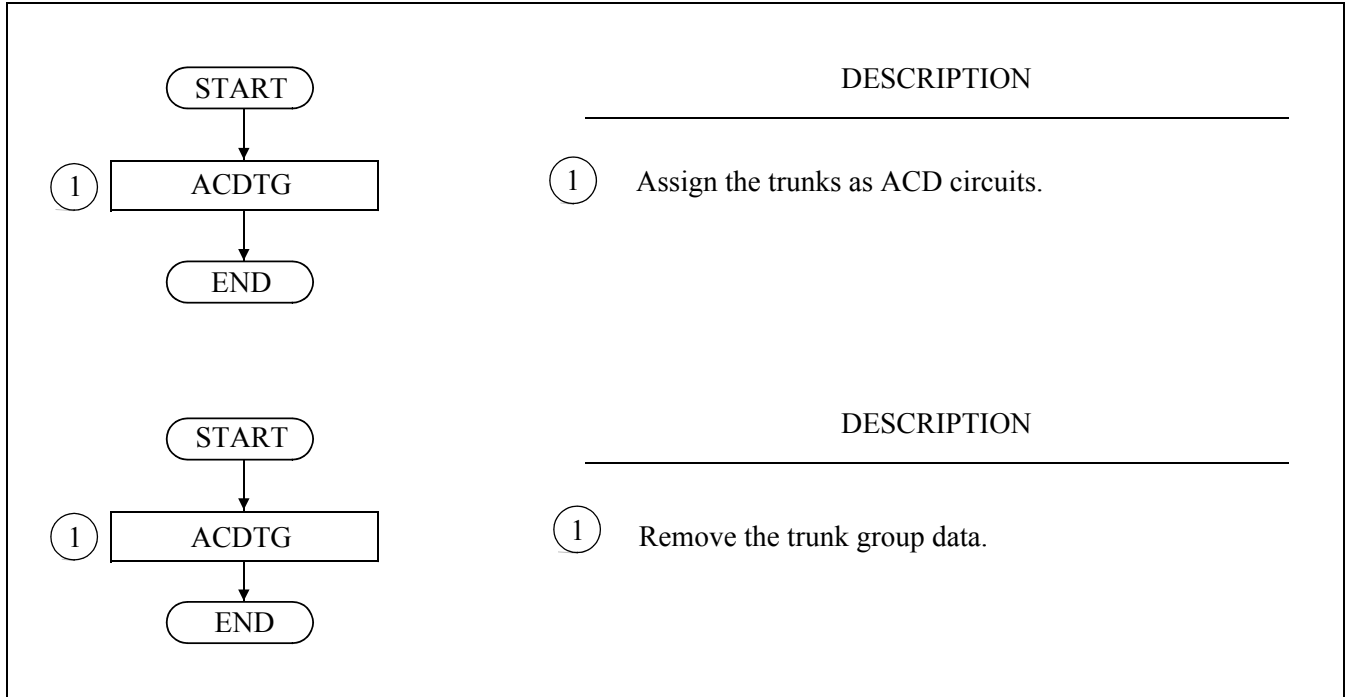 START
DESCRIPTION
1
ACDTG
1
Assign the trunks as ACD circuits.
END
START
DESCRIPTION
1
ACDTG
1
Remove the trunk group data.
END